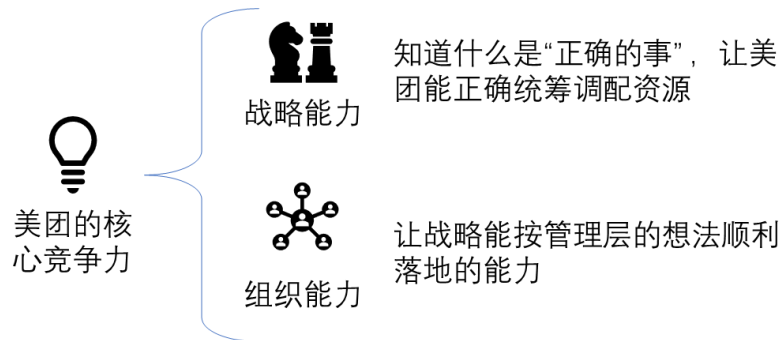 美团的核
心竞争力
战略能力
知道什么是“正确的事”，让美
团能正确统筹调配资源
组织能力
让战略能按管理层的想法顺利
落地的能力